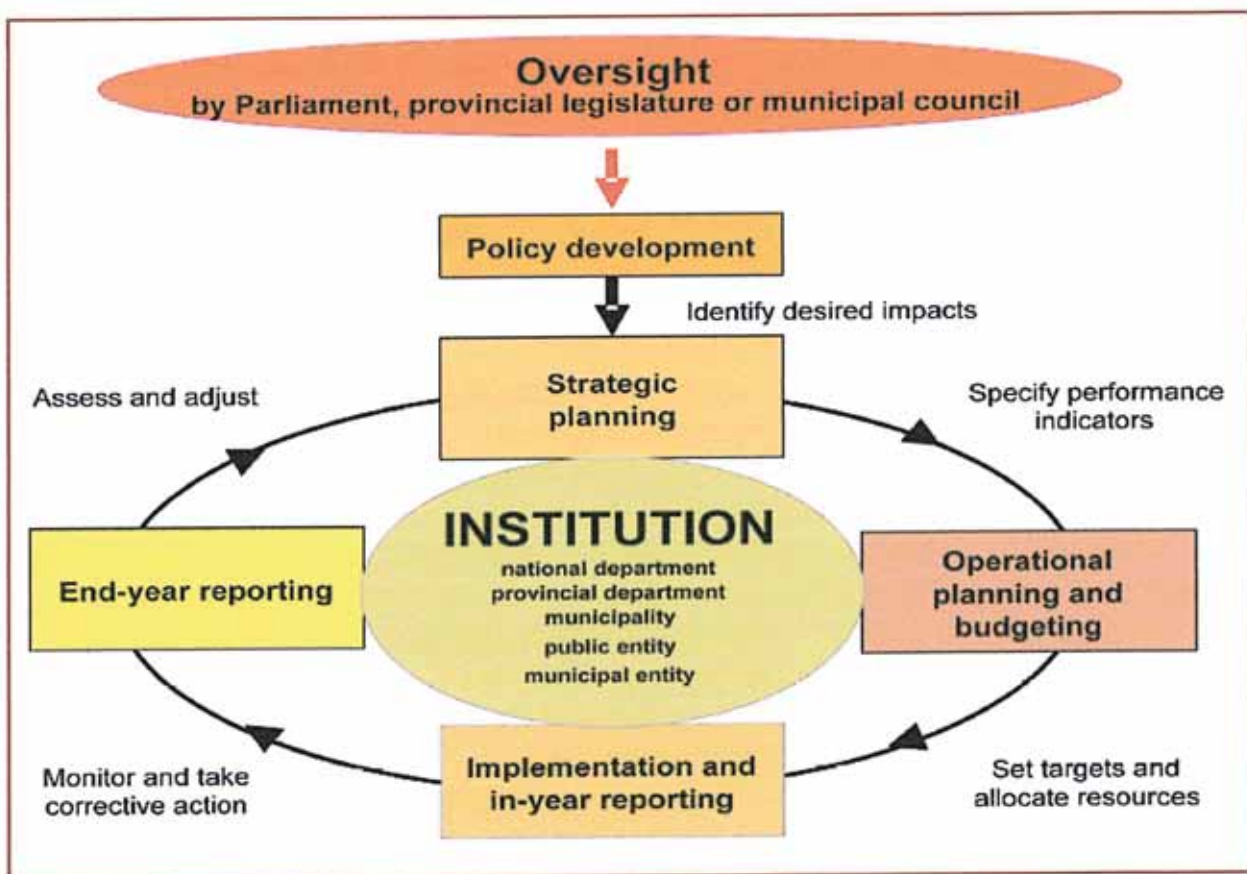 Oversight
by Parliament, provincial legislature or municipal council
Policy development
Identify desired impacts
Strategic
planning
Assess and adjust
Specify performance
indicators
INSTITUTION
national department
provincial department
municipality
public entity
municipal entity
End-year reporting
Operational
planning and
budgeting
Implementation and
in-year reporting
Monitor and take
corrective action
Set targets and
allocate resources